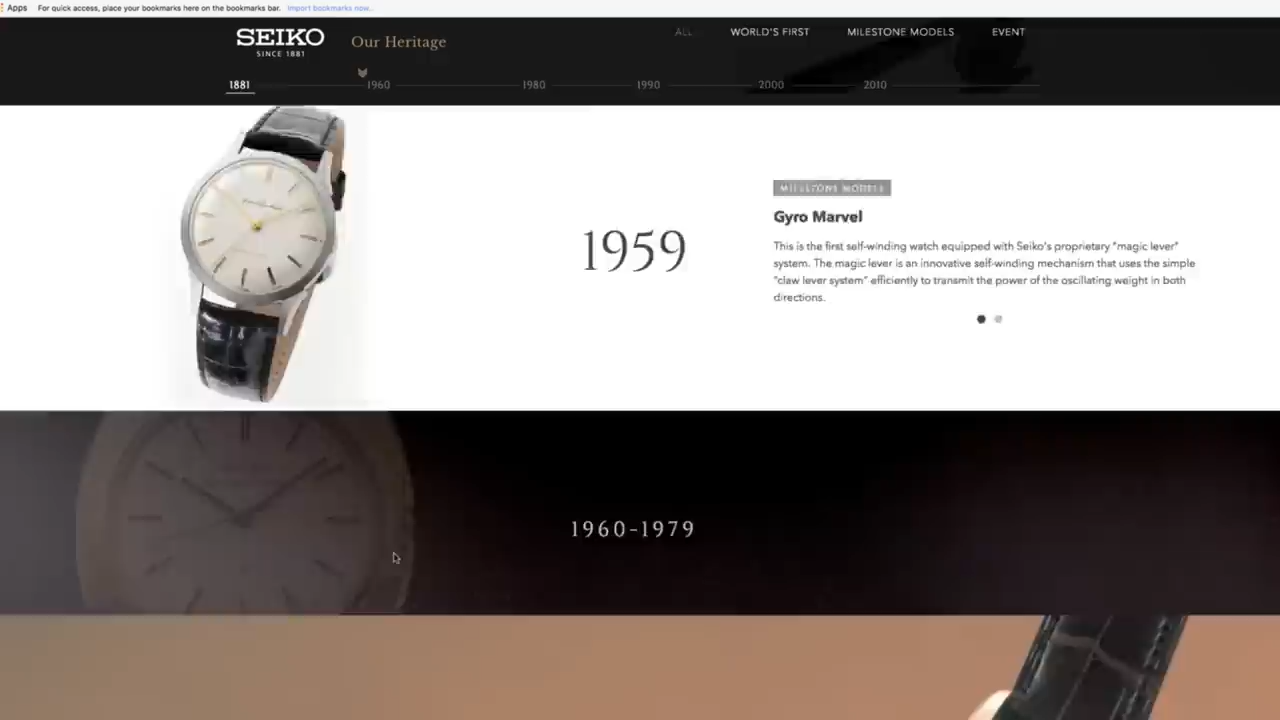 Apps For quick access, place your bookmarks here on the bookmarks bar. Import bookmarks now...
SEIKO
SINCE 1881
Our Heritage
ALL WORLD'S FIRST MILESTONE MODELS EVENT
1881 1960 1980 1990 2000 2010
MILESTONE MODELS
Gyro Marvel
1959
This is the first self-winding watch equipped with Seiko's proprietary "magic lever"
system. The magic lever is an innovative self-winding mechanism that uses the simple
"claw lever system" efficiently to transmit the power of the oscillating weight in both
directions.
1960-1979